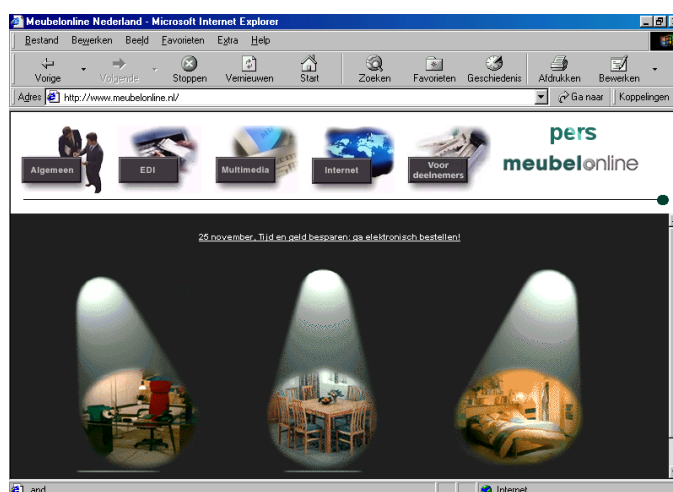 Meubelonline Nederland - Microsoft Internet Explorer
Bestand Bewerken Beeld Favorieten Extra Help
Vorige Volgende Stoppen Vernieuwen Start Zoeken Favorieten Geschiedenis Afdrukken Bewerken
Adres http://www.meubelonline.nl/ Ga naar Koppelingen
Algemeen EDI Multimedia Internet Voor deelnemers
pers
meubelonline
25 november, Tijd en geld besparen: ga elektronisch bestellen!
and Internet